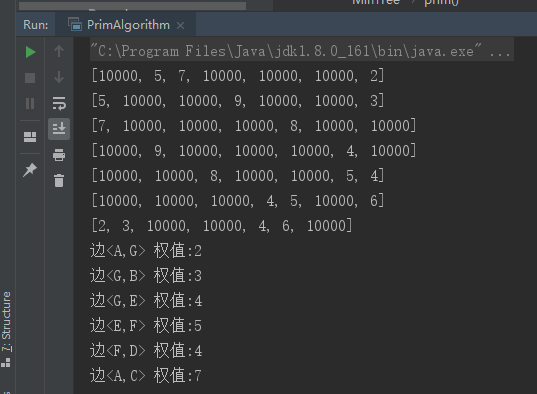 MinTree
prim()
Run:
PrimAlgorithm
"C:\Program Files\Java\jdk1.8.0_161\bin\java.exe" ...
[10000, 5, 7, 10000, 10000, 10000, 2]
[5, 10000, 10000, 9, 10000, 10000, 3]
[7, 10000, 10000, 10000, 8, 10000, 10000]
[10000, 9, 10000, 10000, 10000, 4, 10000]
[10000, 10000, 8, 10000, 10000, 5, 4]
[10000, 10000, 10000, 4, 5, 10000, 6]
[2, 3, 10000, 10000, 4, 6, 10000]
边<A,G> 权值:2
边<G,B> 权值:3
边<G,E> 权值:4
边<E,F> 权值:5
边<F,D> 权值:4
边<A,C> 权值:7
7: Structure